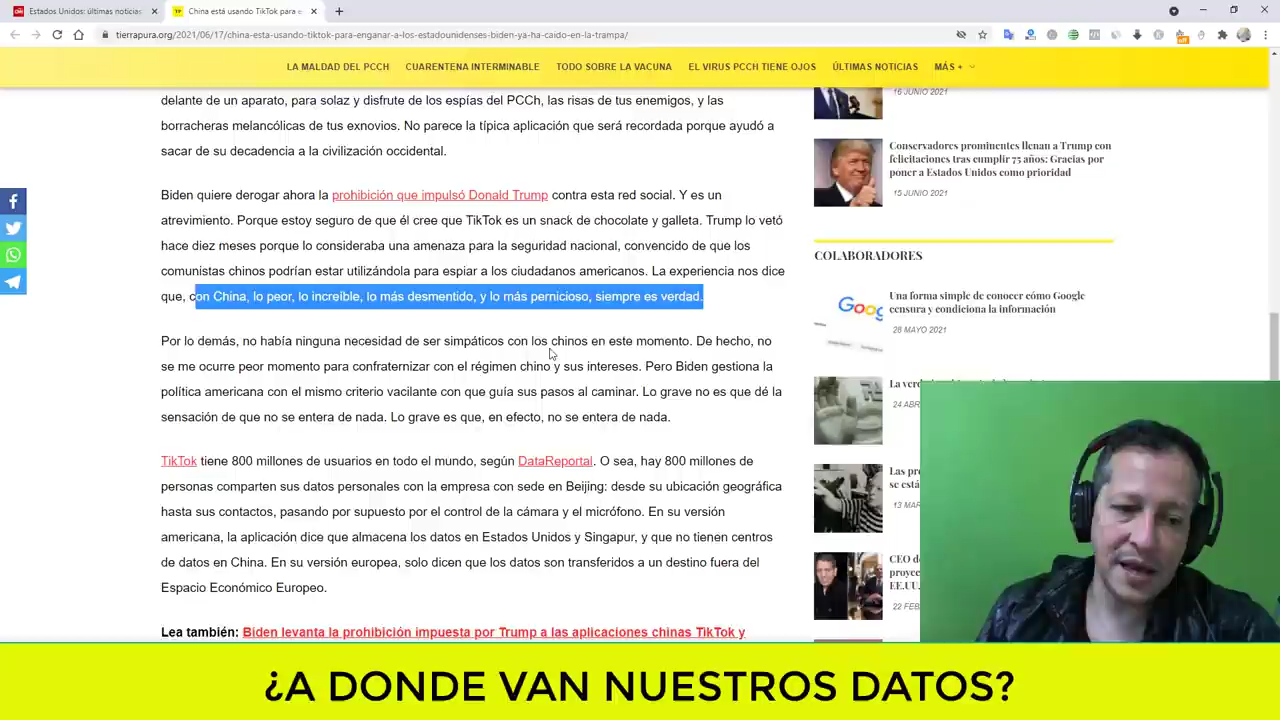 Estados Unidos: últimas noticias
China está usando TikTok para e
tierrapura.org/2021/06/17/china-esta-usando-tiktok-para-enganar-a-los-estadounidenses-biden-ya-ha-caido-en-la-trampa/
LA MALDAD DEL PCCH CUARENTENA INTERMINABLE TODO SOBRE LA VACUNA EL VIRUS PCCH TIENE OJOS ÚLTIMAS NOTICIAS MÁS +
delante de un aparato, para solaz y disfrute de los espías del PCCh, las risas de tus enemigos, y las
borracheras melancólicas de tus exnovios. No parece la típica aplicación que será recordada porque ayudó a
sacar de su decadencia a la civilización occidental.
Biden quiere derogar ahora la prohibición que impulsó Donald Trump contra esta red social. Y es un
atrevimiento. Porque estoy seguro de que él cree que TikTok es un snack de chocolate y galleta. Trump lo vetó
hace diez meses porque lo consideraba una amenaza para la seguridad nacional, convencido de que los
comunistas chinos podrían estar utilizándola para espiar a los ciudadanos americanos. La experiencia nos dice
que, con China, lo peor, lo increíble, lo más desmentido, y lo más pernicioso, siempre es verdad.
Por lo demás, no había ninguna necesidad de ser simpáticos con los chinos en este momento. De hecho, no
se me ocurre peor momento para confraternizar con el régimen chino y sus intereses. Pero Biden gestiona la
política americana con el mismo criterio vacilante con que guía sus pasos al caminar. Lo grave no es que dé la
sensación de que no se entera de nada. Lo grave es que, en efecto, no se entera de nada.
TikTok tiene 800 millones de usuarios en todo el mundo, según DataReportal. O sea, hay 800 millones de
personas comparten sus datos personales con la empresa con sede en Beijing: desde su ubicación geográfica
hasta sus contactos, pasando por supuesto por el control de la cámara y el micrófono. En su versión
americana, la aplicación dice que almacena los datos en Estados Unidos y Singapur, y que no tienen centros
de datos en China. En su versión europea, solo dicen que los datos son transferidos a un destino fuera del
Espacio Económico Europeo.
Lea también: Biden levanta la prohibición impuesta por Trump a las aplicaciones chinas TikTok y
16 JUNIO 2021
Conservadores prominentes llenan a Trump con
felicitaciones tras cumplir 75 años: Gracias por
poner a Estados Unidos como prioridad
15 JUNIO 2021
COLABORADORES
Una forma simple de conocer cómo Google
censura y condiciona la información
28 MAYO 2021
La
24 ABR
Las
se
13 MAR
CEO
EE.UU.
22 FEB
¿A DONDE VAN NUESTROS DATOS?